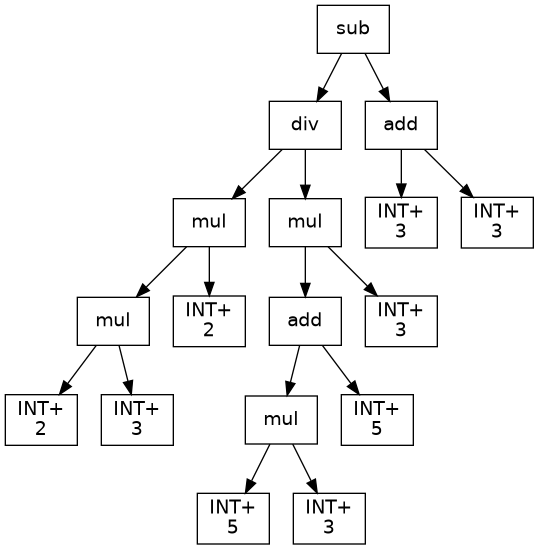 sub
div
add
mul
mul
INT+
3
INT+
3
mul
INT+
2
add
INT+
3
INT+
2
INT+
3
mul
INT+
5
INT+
5
INT+
3